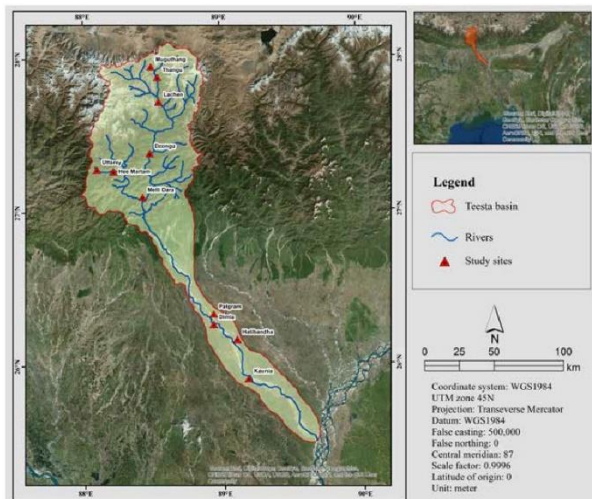 88°E 89°E 90°E
28°N 28°N
Muguthang
Thangu
Lachen
Dzongu
Uttarey
Hee Martam
Melli Dara
27°N 27°N
Patgram
Dimla
Hatibandha
26°N 26°N
Kaunia
88°E 89°E 90°E
Legend
Teesta basin
Rivers
Study sites
N
0 25 50 100
km
Coordinate system: WGS1984
UTM zone 45N
Projection: Transeverse Mercator
Datum: WGS1984
False casting: 500,000
False northing: 0
Central meridian: 87
Scale factor: 0.9996
Latitude of origin: 0
Unit: meter